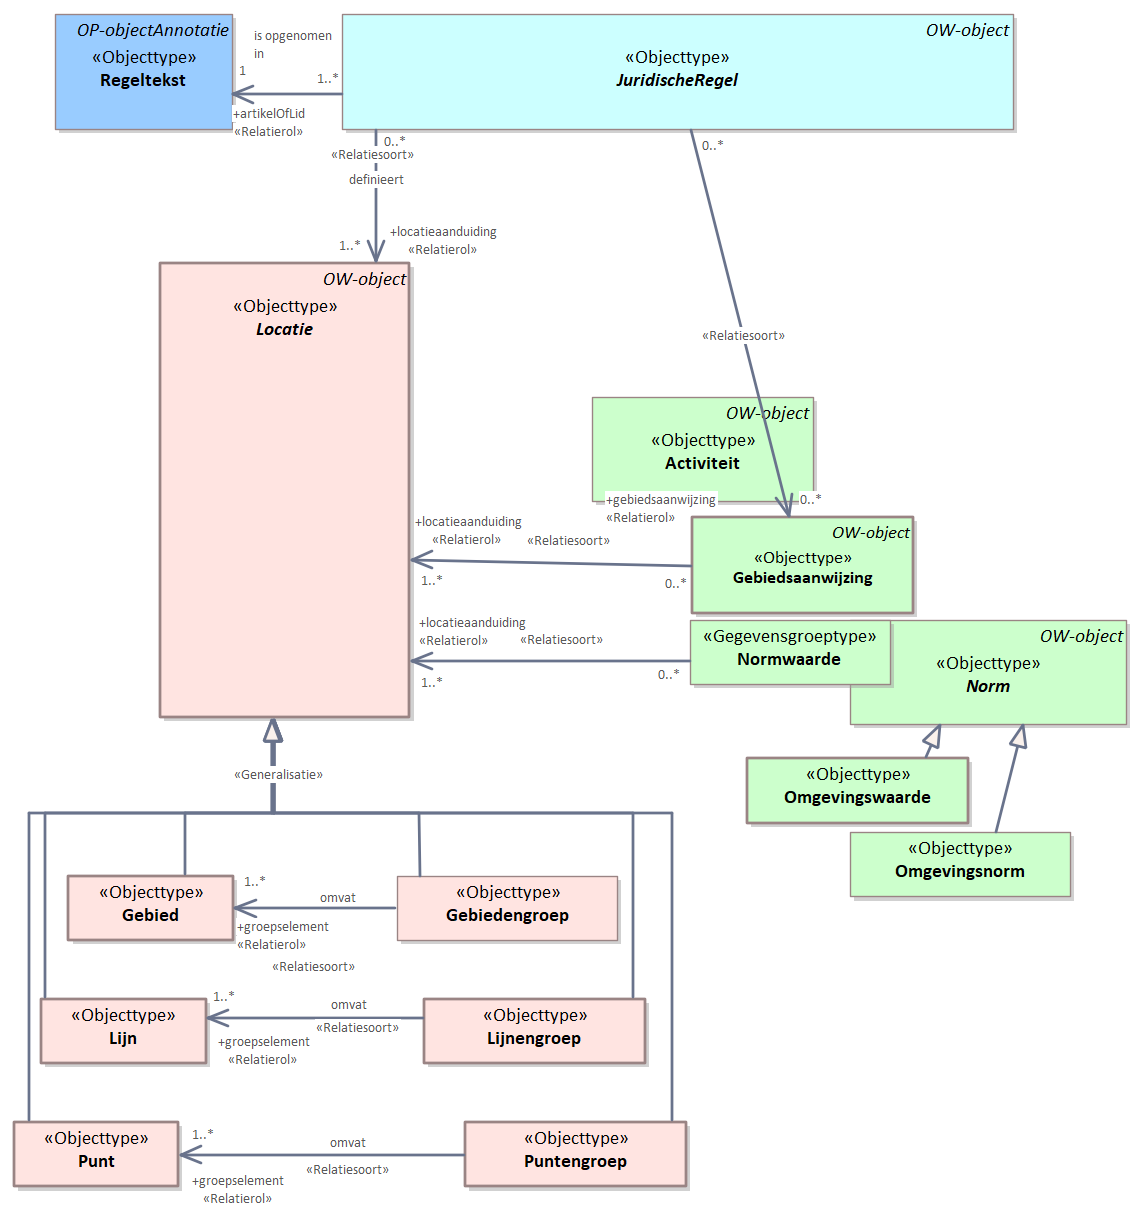 OP-objectAnnotatie
«Objecttype»
Regeltekst
is opgenomen
in
1
1..*
+artikelOfLid
«Relatierol»
OW-object
«Objecttype»
JuridischeRegel
0..*
«Relatiesoort»
definieert
0..*
+locatieaanduiding
1..*
«Relatierol»
OW-object
«Objecttype»
Locatie
«Relatiesoort»
OW-object
«Objecttype»
Activiteit
+gebiedsaanwijzing
0..*
«Relatierol»
+locatieaanduiding
«Relatierol»
«Relatiesoort»
1..*
0..*
OW-object
«Objecttype»
Gebiedsaanwijzing
+locatieaanduiding
«Relatierol»
«Relatiesoort»
1..*
0..*
«Gegevensgroeptype»
Normwaarde
OW-object
«Objecttype»
Norm
«Generalisatie»
«Objecttype»
Omgevingswaarde
«Objecttype»
Omgevingsnorm
«Objecttype»
Gebied
1..*
omvat
+groepselement
«Relatierol»
«Relatiesoort»
«Objecttype»
Gebiedengroep
«Objecttype»
Lijn
1..*
omvat
«Relatiesoort»
+groepselement
«Relatierol»
«Objecttype»
Lijnengroep
«Objecttype»
Punt
1..*
omvat
«Relatiesoort»
+groepselement
«Relatierol»
«Objecttype»
Puntengroep